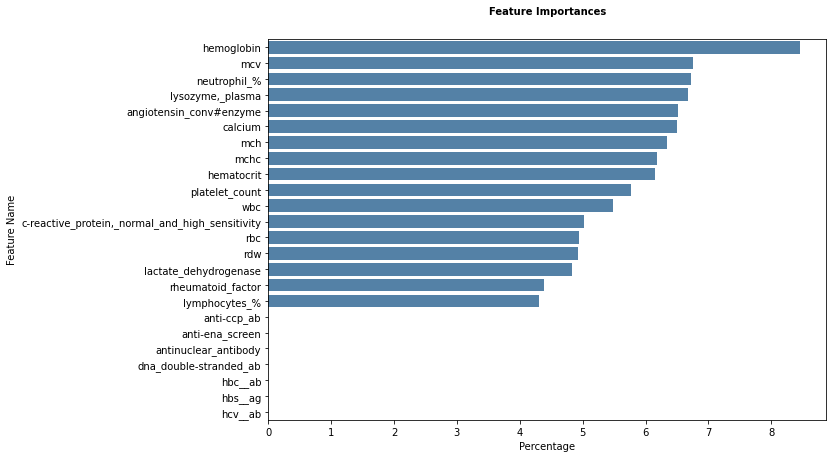 Feature Importances
Feature Name
hemoglobin
mcv
neutrophil_%
lysozyme,_plasma
angiotensin_conv#enzyme
calcium
mch
mchc
hematocrit
platelet_count
wbc
c-reactive_protein,_normal_and_high_sensitivity
rbc
rdw
lactate_dehydrogenase
rheumatoid_factor
lymphocytes_%
anti-ccp_ab
anti-ena_screen
antinuclear_antibody
dna_double-stranded_ab
hbc__ab
hbs__ag
hcv__ab
0 1 2 3 4 5 6 7 8
Percentage